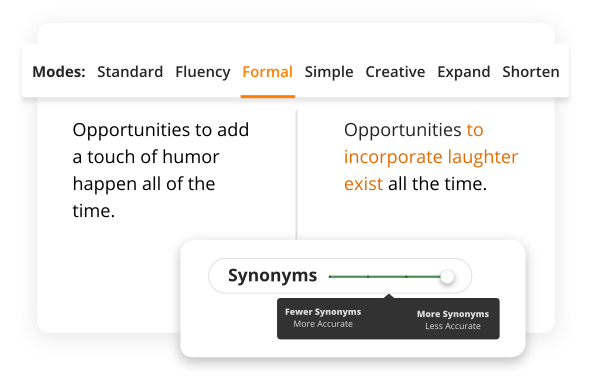 Modes: Standard Fluency Formal Simple Creative Expand Shorten
Opportunities to add
a touch of humor
happen all of the
time.
Opportunities to
incorporate laughter
exist all the time.
Synonyms
Fewer Synonyms
More Accurate
More Synonyms
Less Accurate